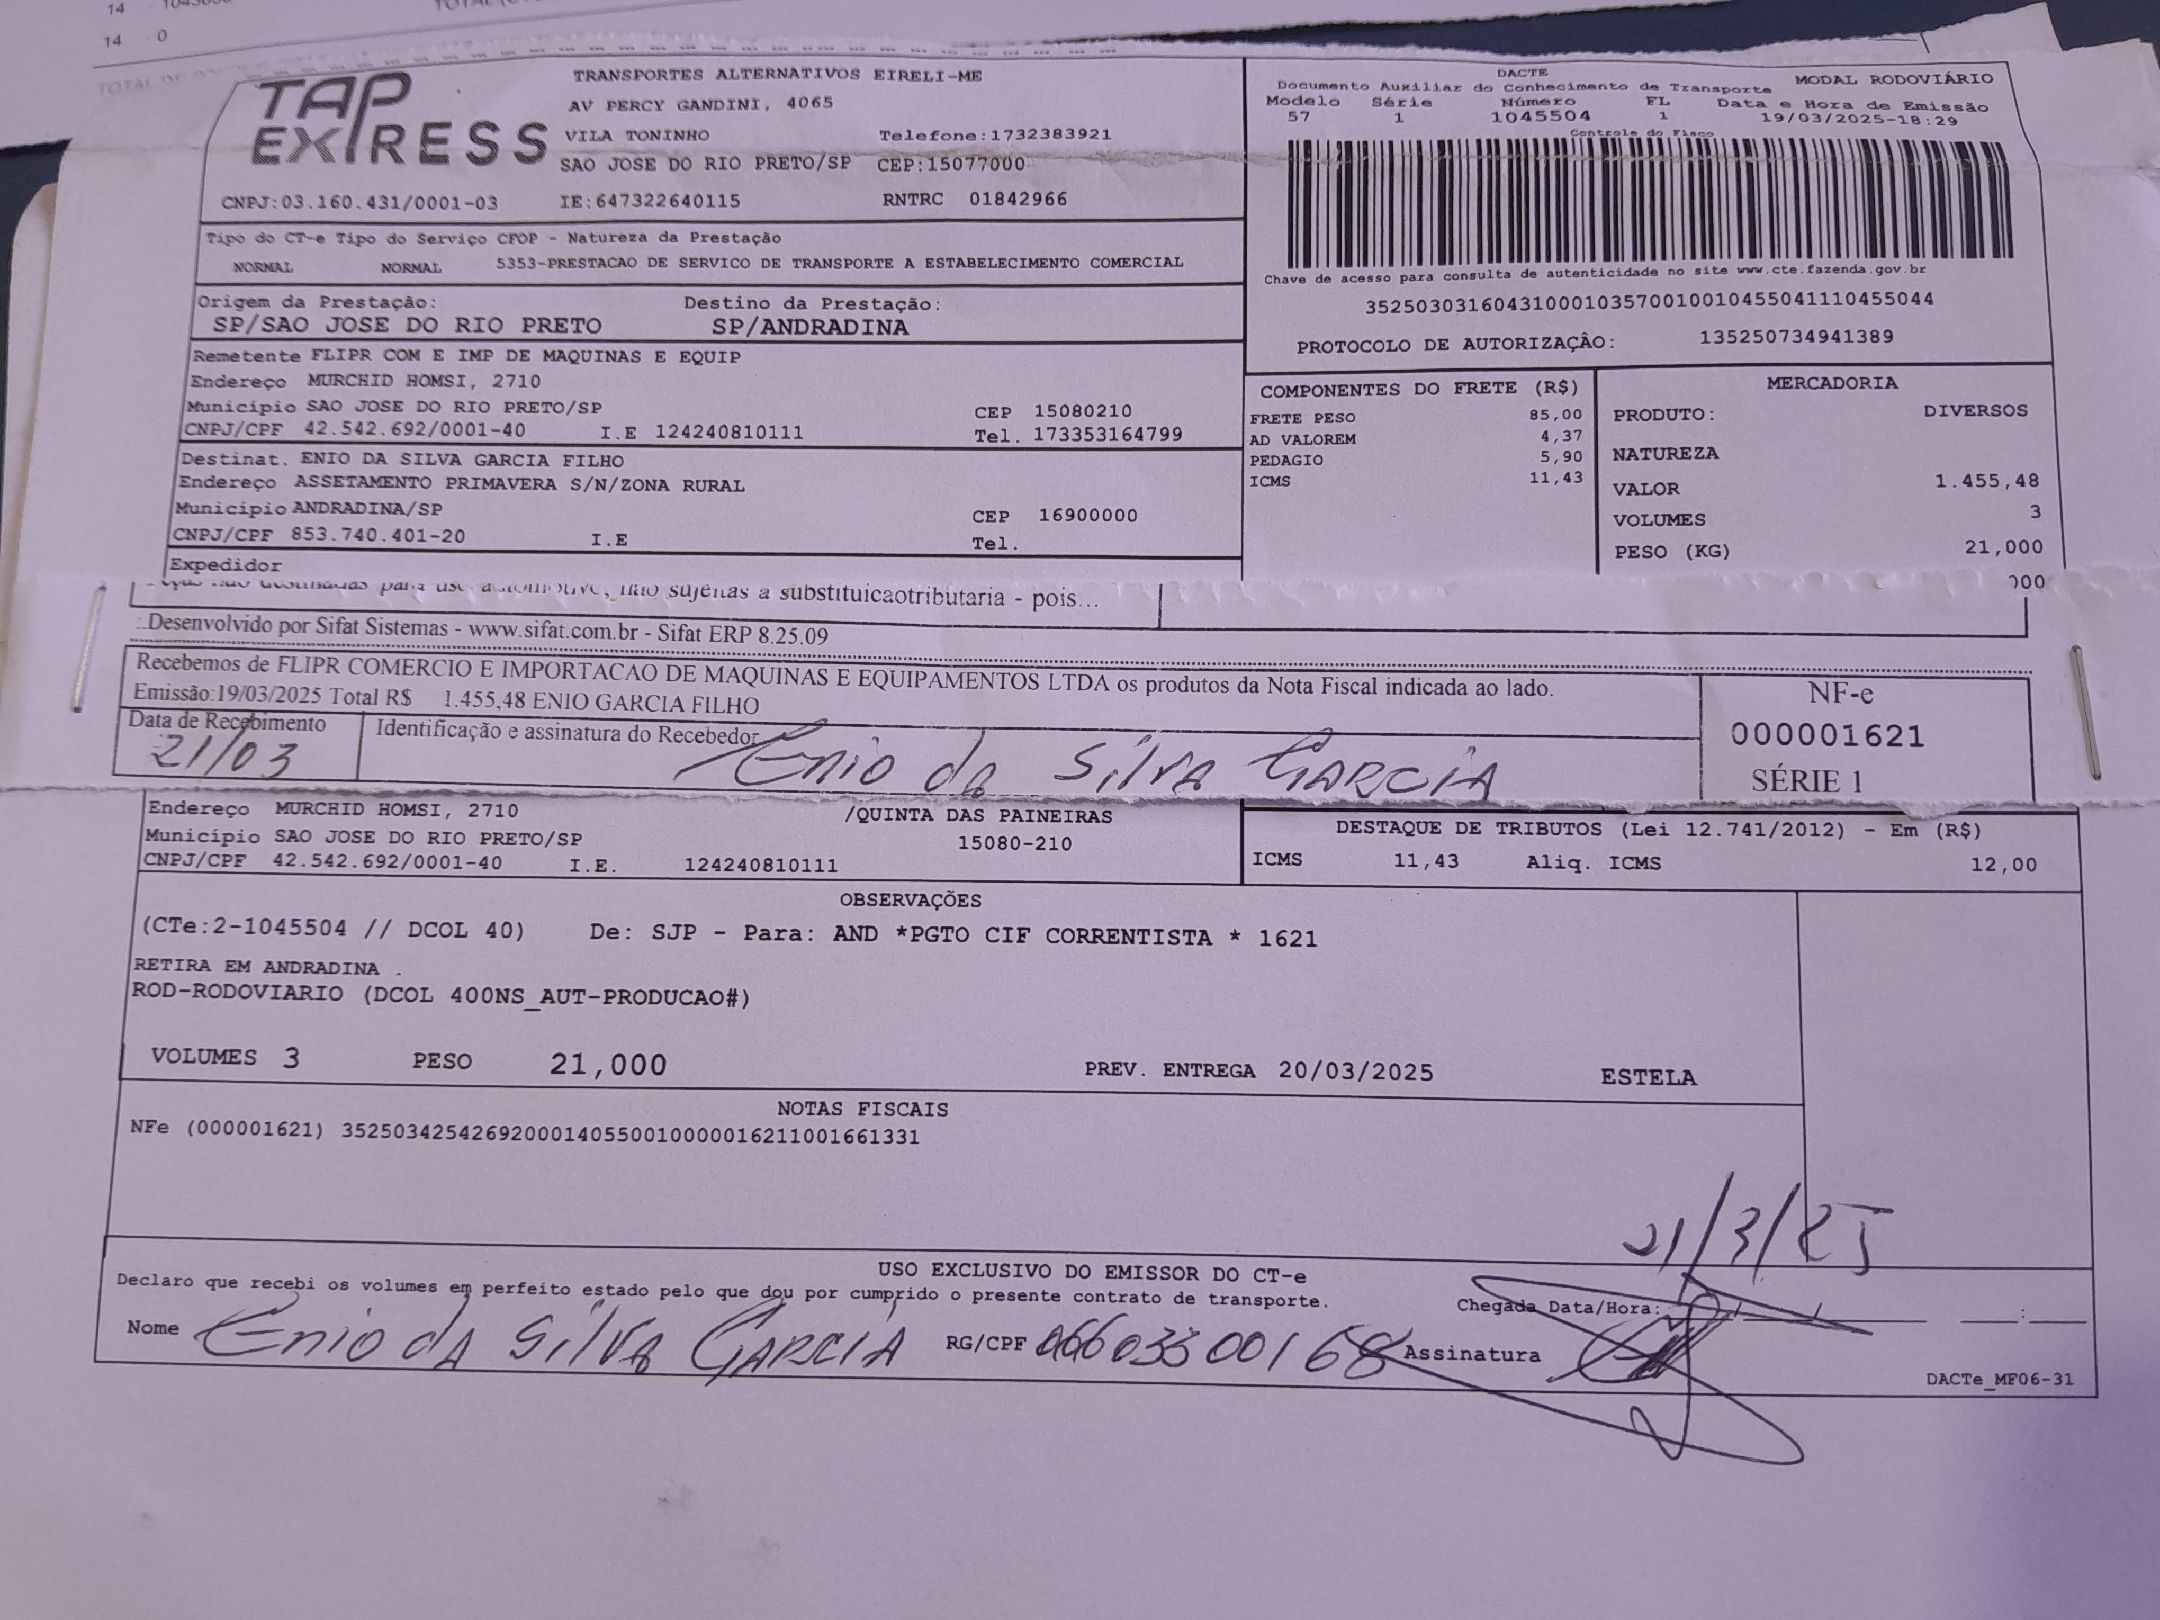 14
14 0
TAP EXPRESS
TRANSPORTES ALTERNATIVOS EIRELI-ME
AV PERCY GANDINI, 4065
VILA TONINHO Telefone:1732383921
SAO JOSE DO RIO PRETO/SP CEP:15077000
CNPJ:03.160.431/0001-03 IE:647322640115 RNTRC 01842966
DACTE
Documento Auxiliar do Conhecimento de Transporte MODAL RODOVIÁRIO
Modelo Série Número FL Data e Hora de Emissão
57 1 1045504 1 19/03/2025-18:29
Controle do Fisco
Chave de acesso para consulta de autenticidade no site www.cte.fazenda.gov.br
35250303160431000103570010010455041110455044
PROTOCOLO DE AUTORIZAÇÂO: 135250734941389
Tipo do CT-e Tipo do Serviço CFOP - Natureza da Prestação
NORMAL NORMAL 5353-PRESTACAO DE SERVICO DE TRANSPORTE A ESTABELECIMENTO COMERCIAL
Origem da Prestação: Destino da Prestação:
SP/SAO JOSE DO RIO PRETO SP/ANDRADINA
Remetente FLIPR COM E IMP DE MAQUINAS E EQUIP
Endereço MURCHID HOMSI, 2710
Município SAO JOSE DO RIO PRETO/SP CEP 15080210
CNPJ/CPF 42.542.692/0001-40 I.E 124240810111 Tel. 173353164799
Destinat. ENIO DA SILVA GARCIA FILHO
Endereço ASSETAMENTO PRIMAVERA S/N/ZONA RURAL
Município ANDRADINA/SP CEP 16900000
CNPJ/CPF 853.740.401-20 I.E Tel.
Expedidor
COMPONENTES DO FRETE (R$)
FRETE PESO 85,00
AD VALOREM 4,37
PEDAGIO 5,90
ICMS 11,43
MERCADORIA
PRODUTO: DIVERSOS
NATUREZA
VALOR 1.455,48
VOLUMES 3
PESO (KG) 21,000
000
não destinadas para uso automotivo, não sujeitas a substituicaotributaria - pois...
Desenvolvido por Sifat Sistemas - www.sifat.com.br - Sifat ERP 8.25.09
Recebemos de FLIPR COMERCIO E IMPORTACAO DE MAQUINAS E EQUIPAMENTOS LTDA os produtos da Nota Fiscal indicada ao lado.
Emissão:19/03/2025 Total R$ 1.455,48 ENIO GARCIA FILHO
Data de Recebimento Identificação e assinatura do Recebedor
21/03 Enio da Silva Garcia
NF-e
000001621
SÉRIE 1
Endereço MURCHID HOMSI, 2710 /QUINTA DAS PAINEIRAS
Município SAO JOSE DO RIO PRETO/SP 15080-210
CNPJ/CPF 42.542.692/0001-40 I.E. 124240810111
DESTAQUE DE TRIBUTOS (Lei 12.741/2012) - Em (R$)
ICMS 11,43 Aliq. ICMS 12,00
OBSERVAÇÕES
(CTe:2-1045504 // DCOL 40) De: SJP - Para: AND *PGTO CIF CORRENTISTA * 1621
RETIRA EM ANDRADINA .
ROD-RODOVIARIO (DCOL 400NS_AUT-PRODUCAO#)
VOLUMES 3 PESO 21,000 PREV. ENTREGA 20/03/2025 ESTELA
NOTAS FISCAIS
NFe (000001621) 35250342542692000140550010000016211001661331
21/3/25
USO EXCLUSIVO DO EMISSOR DO CT-e
Declaro que recebi os volumes em perfeito estado pelo que dou por cumprido o presente contrato de transporte. Chegada Data/Hora:
Nome Enio da Silva Garcia RG/CPF 06603300168 Assinatura
DACTe_MF06-31